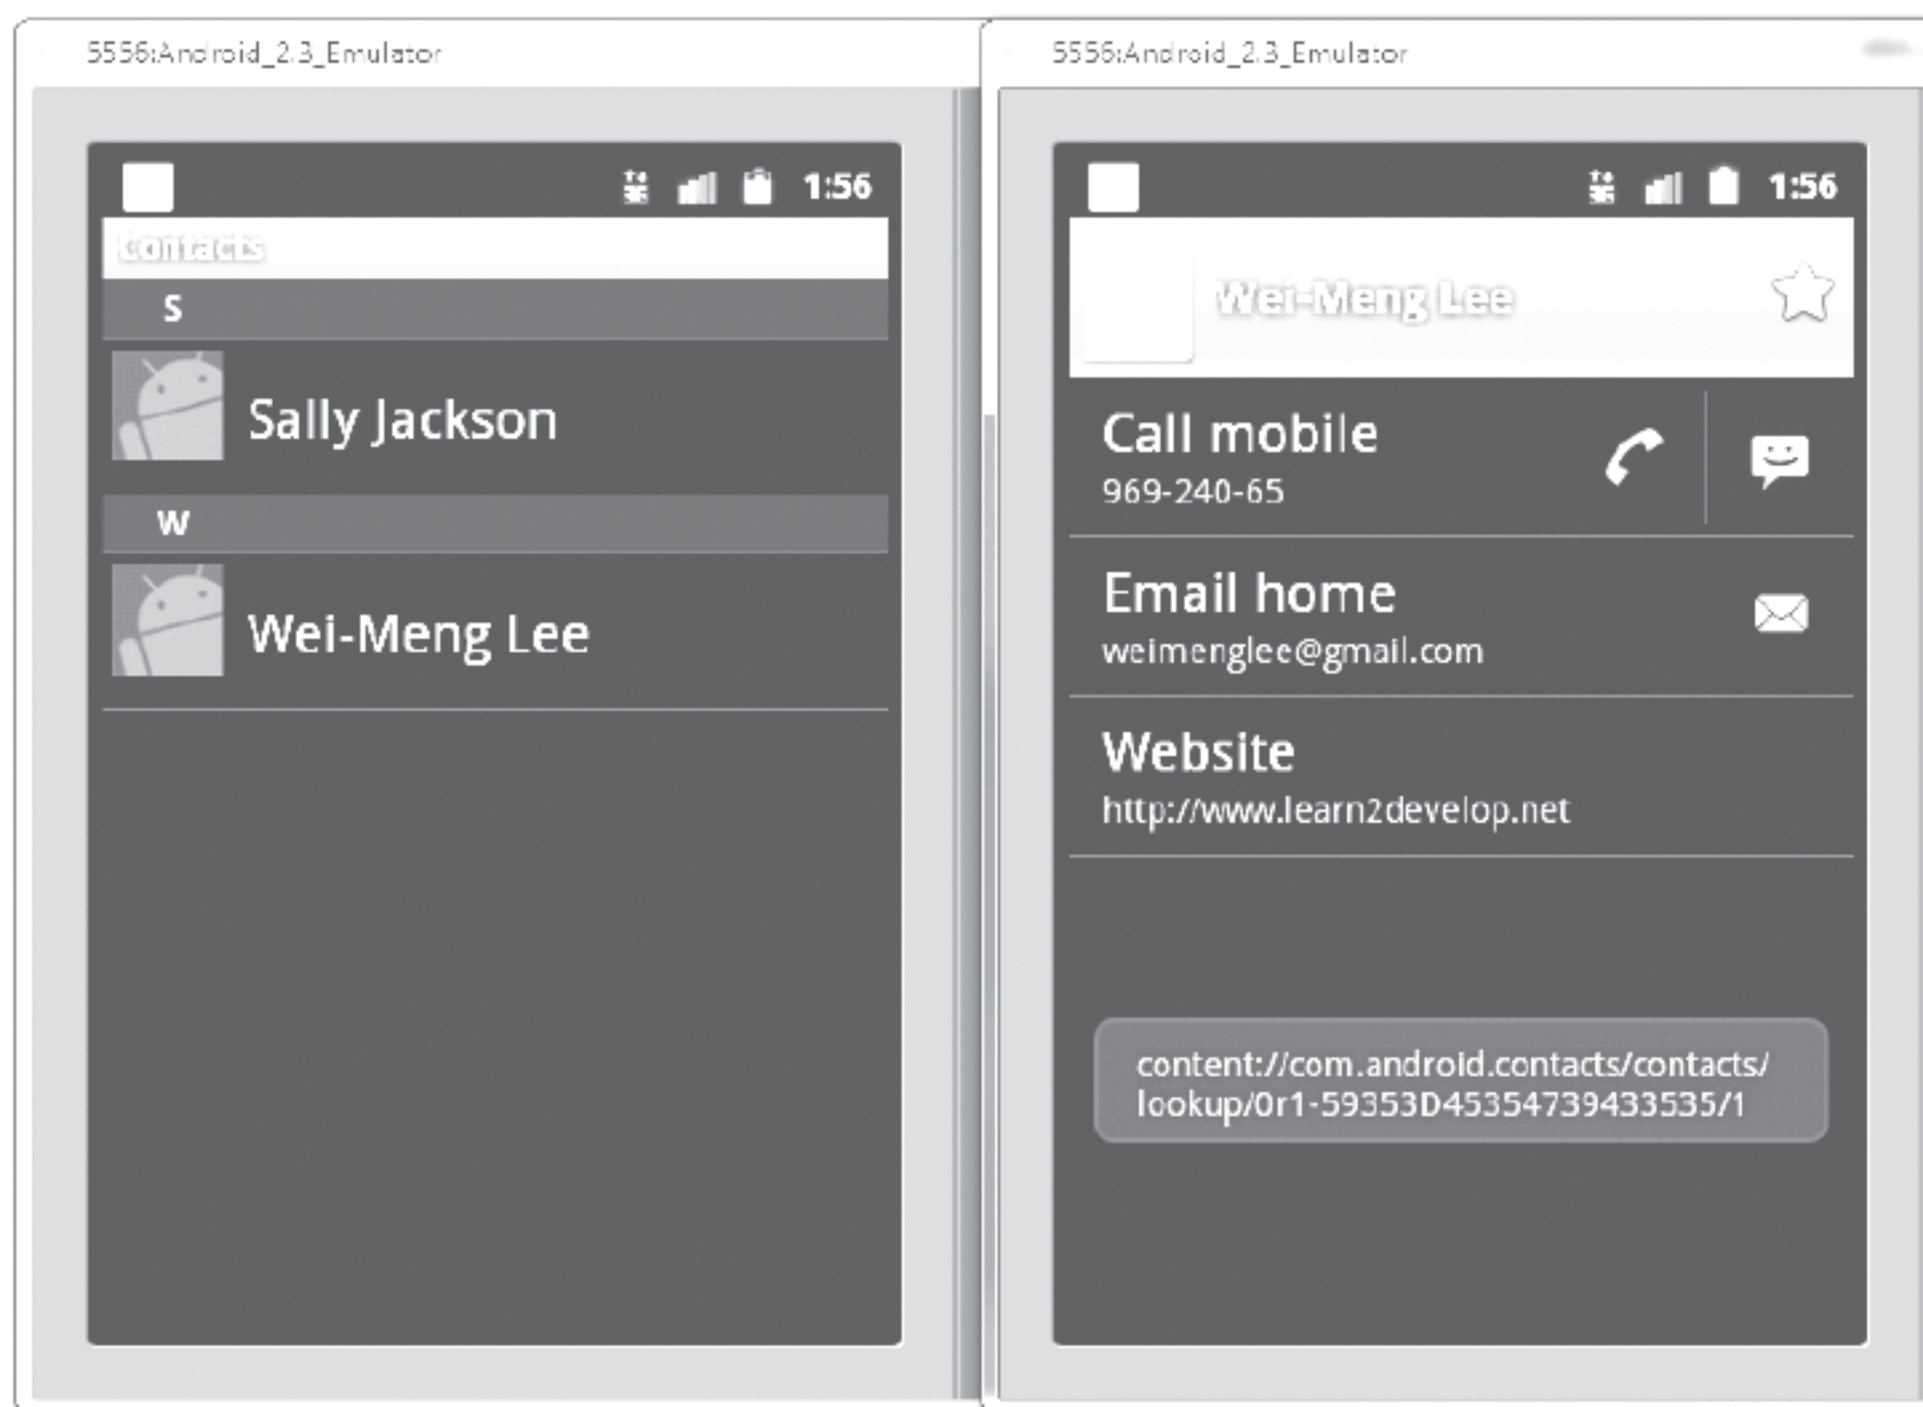 5556:Android_2.3_Emulator
1:56
Contacts
S
Sally Jackson
W
Wei-Meng Lee
5556:Android_2.3_Emulator
1:56
Wei-Meng Lee
Call mobile
969-240-65
Email home
weimenglee@gmail.com
Website
http://www.learn2develop.net
content://com.android.contacts/contacts/
lookup/0r1-59353D45354739433535/1